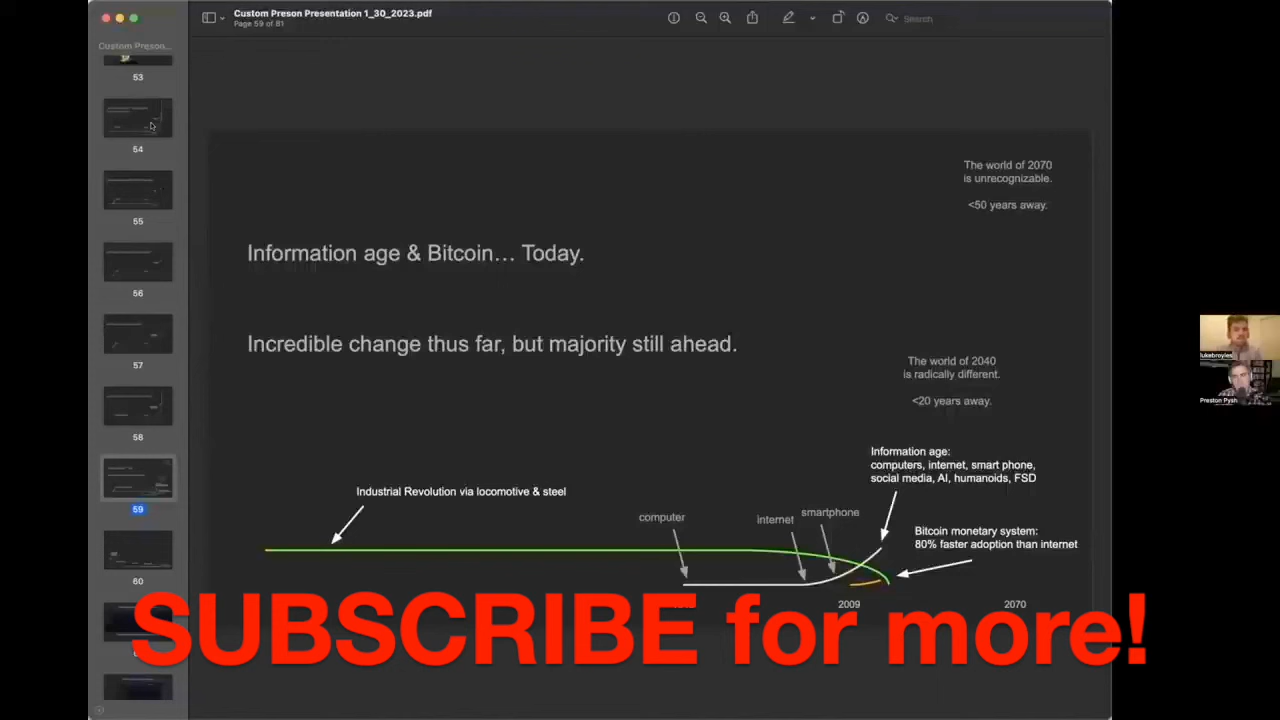 Custom Preson Presentation 1_30_2023.pdf
Page 59 of 81
Search
Custom Preson...
53
54
55
56
57
58
59
60
The world of 2070
is unrecognizable.
<50 years away.
Information age & Bitcoin… Today.
Incredible change thus far, but majority still ahead.
The world of 2040
is radically different.
<20 years away.
Information age:
computers, internet, smart phone,
social media, AI, humanoids, FSD
Industrial Revolution via locomotive & steel
computer
internet
smartphone
Bitcoin monetary system:
80% faster adoption than internet
2009
2070
SUBSCRIBE for more!
lukebroyles
Preston Pysh